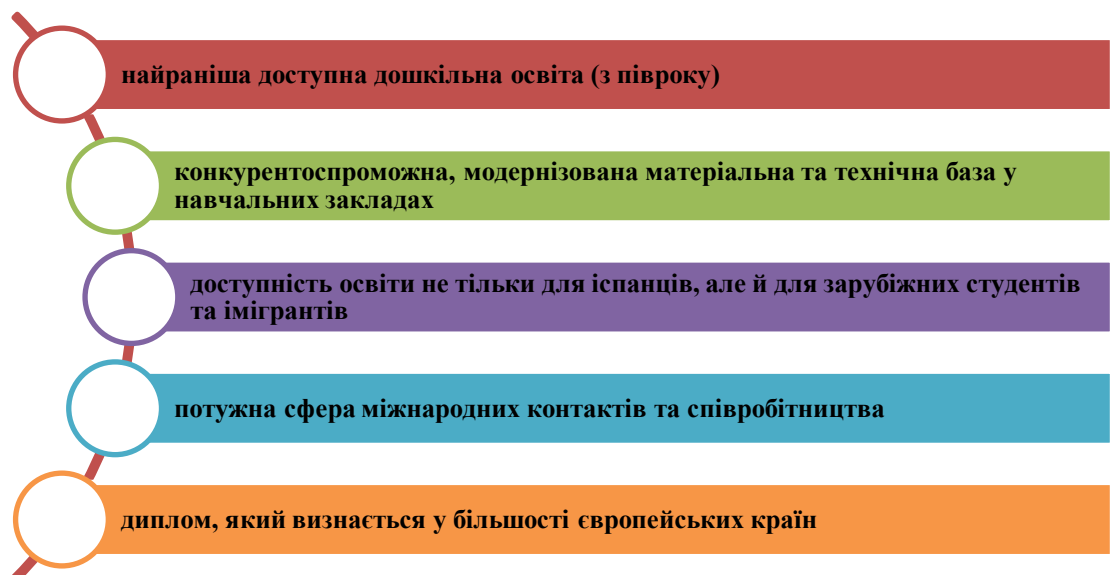 найраніша доступна дошкільна освіта (з півроку)
конкурентоспроможна, модернізована матеріальна та технічна база у
навчальних закладах
доступність освіти не тільки для іспанців, але й для зарубіжних студентів
та імігрантів
потужна сфера міжнародних контактів та співробітництва
диплом, який визнається у більшості європейських країн